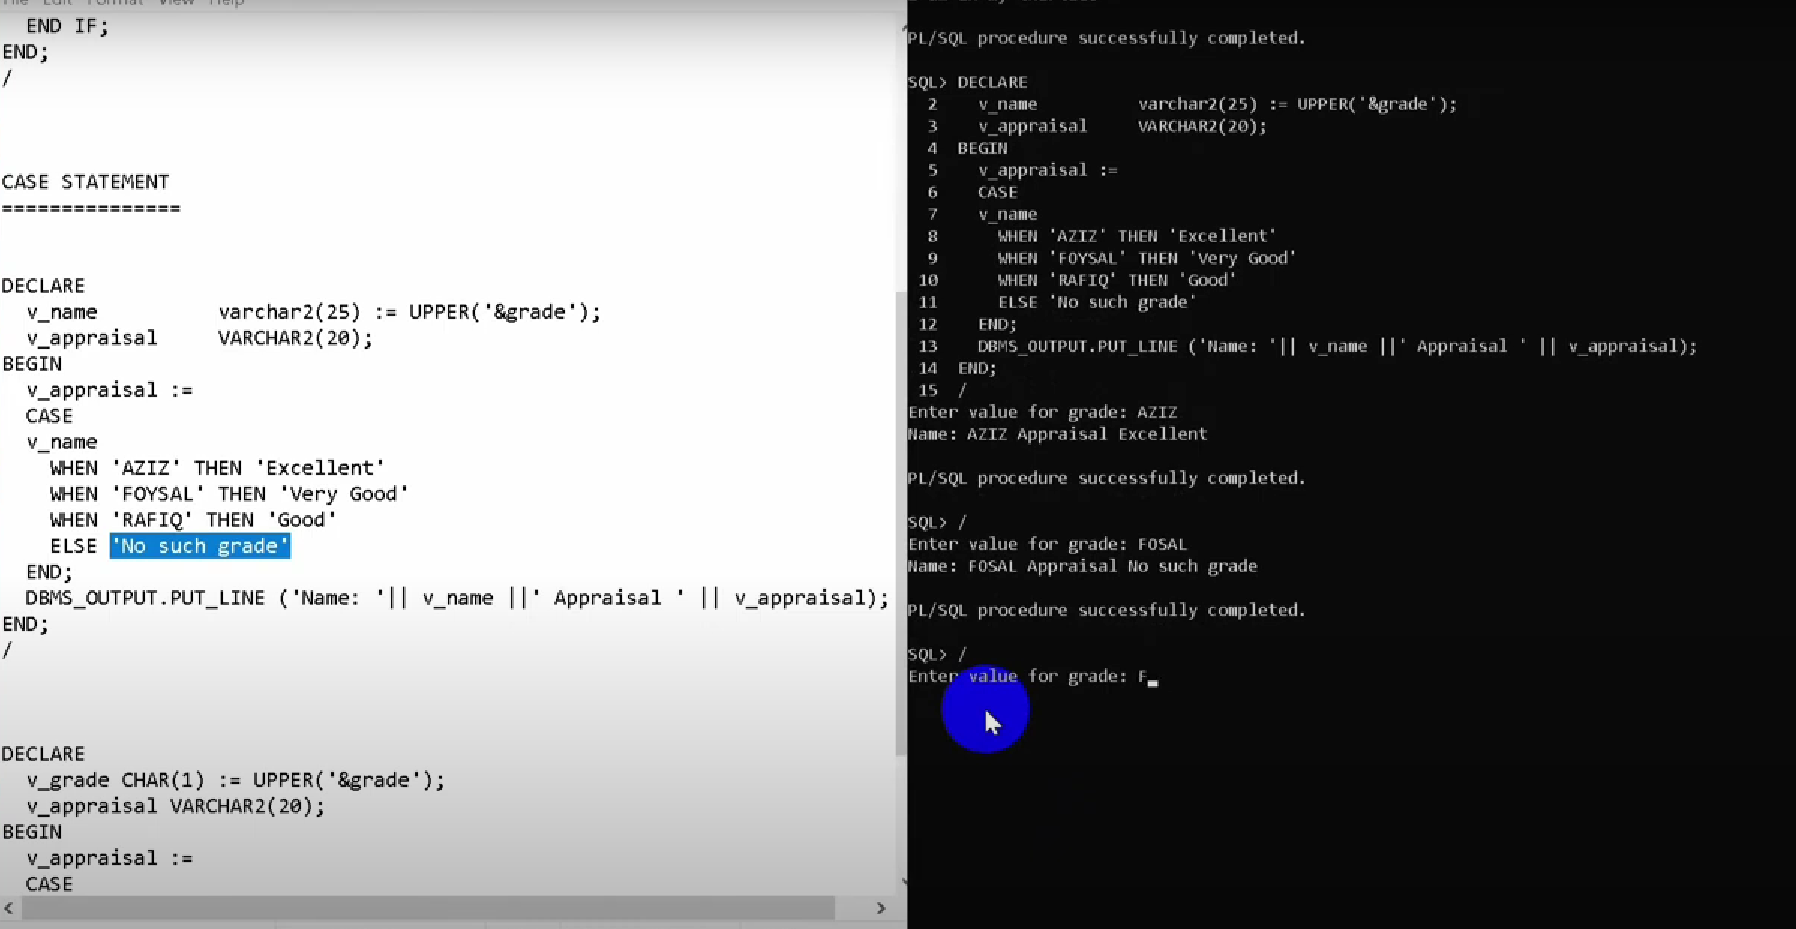 File Edit Format View Help
END IF;
END;
/
CASE STATEMENT
===============
DECLARE
v_name varchar2(25) := UPPER('&grade');
v_appraisal VARCHAR2(20);
BEGIN
v_appraisal :=
CASE
v_name
WHEN 'AZIZ' THEN 'Excellent'
WHEN 'FOYSAL' THEN 'Very Good'
WHEN 'RAFIQ' THEN 'Good'
ELSE 'No such grade'
END;
DBMS_OUTPUT.PUT_LINE ('Name: '|| v_name ||' Appraisal ' || v_appraisal);
END;
/
DECLARE
v_grade CHAR(1) := UPPER('&grade');
v_appraisal VARCHAR2(20);
BEGIN
v_appraisal :=
CASE
PL/SQL procedure successfully completed.
SQL> DECLARE
2 v_name varchar2(25) := UPPER('&grade');
3 v_appraisal VARCHAR2(20);
4 BEGIN
5 v_appraisal :=
6 CASE
7 v_name
8 WHEN 'AZIZ' THEN 'Excellent'
9 WHEN 'FOYSAL' THEN 'Very Good'
10 WHEN 'RAFIQ' THEN 'Good'
11 ELSE 'No such grade'
12 END;
13 DBMS_OUTPUT.PUT_LINE ('Name: '|| v_name ||' Appraisal ' || v_appraisal);
14 END;
15 /
Enter value for grade: AZIZ
Name: AZIZ Appraisal Excellent
PL/SQL procedure successfully completed.
SQL> /
Enter value for grade: FOSAL
Name: FOSAL Appraisal No such grade
PL/SQL procedure successfully completed.
SQL> /
Enter value for grade: F_